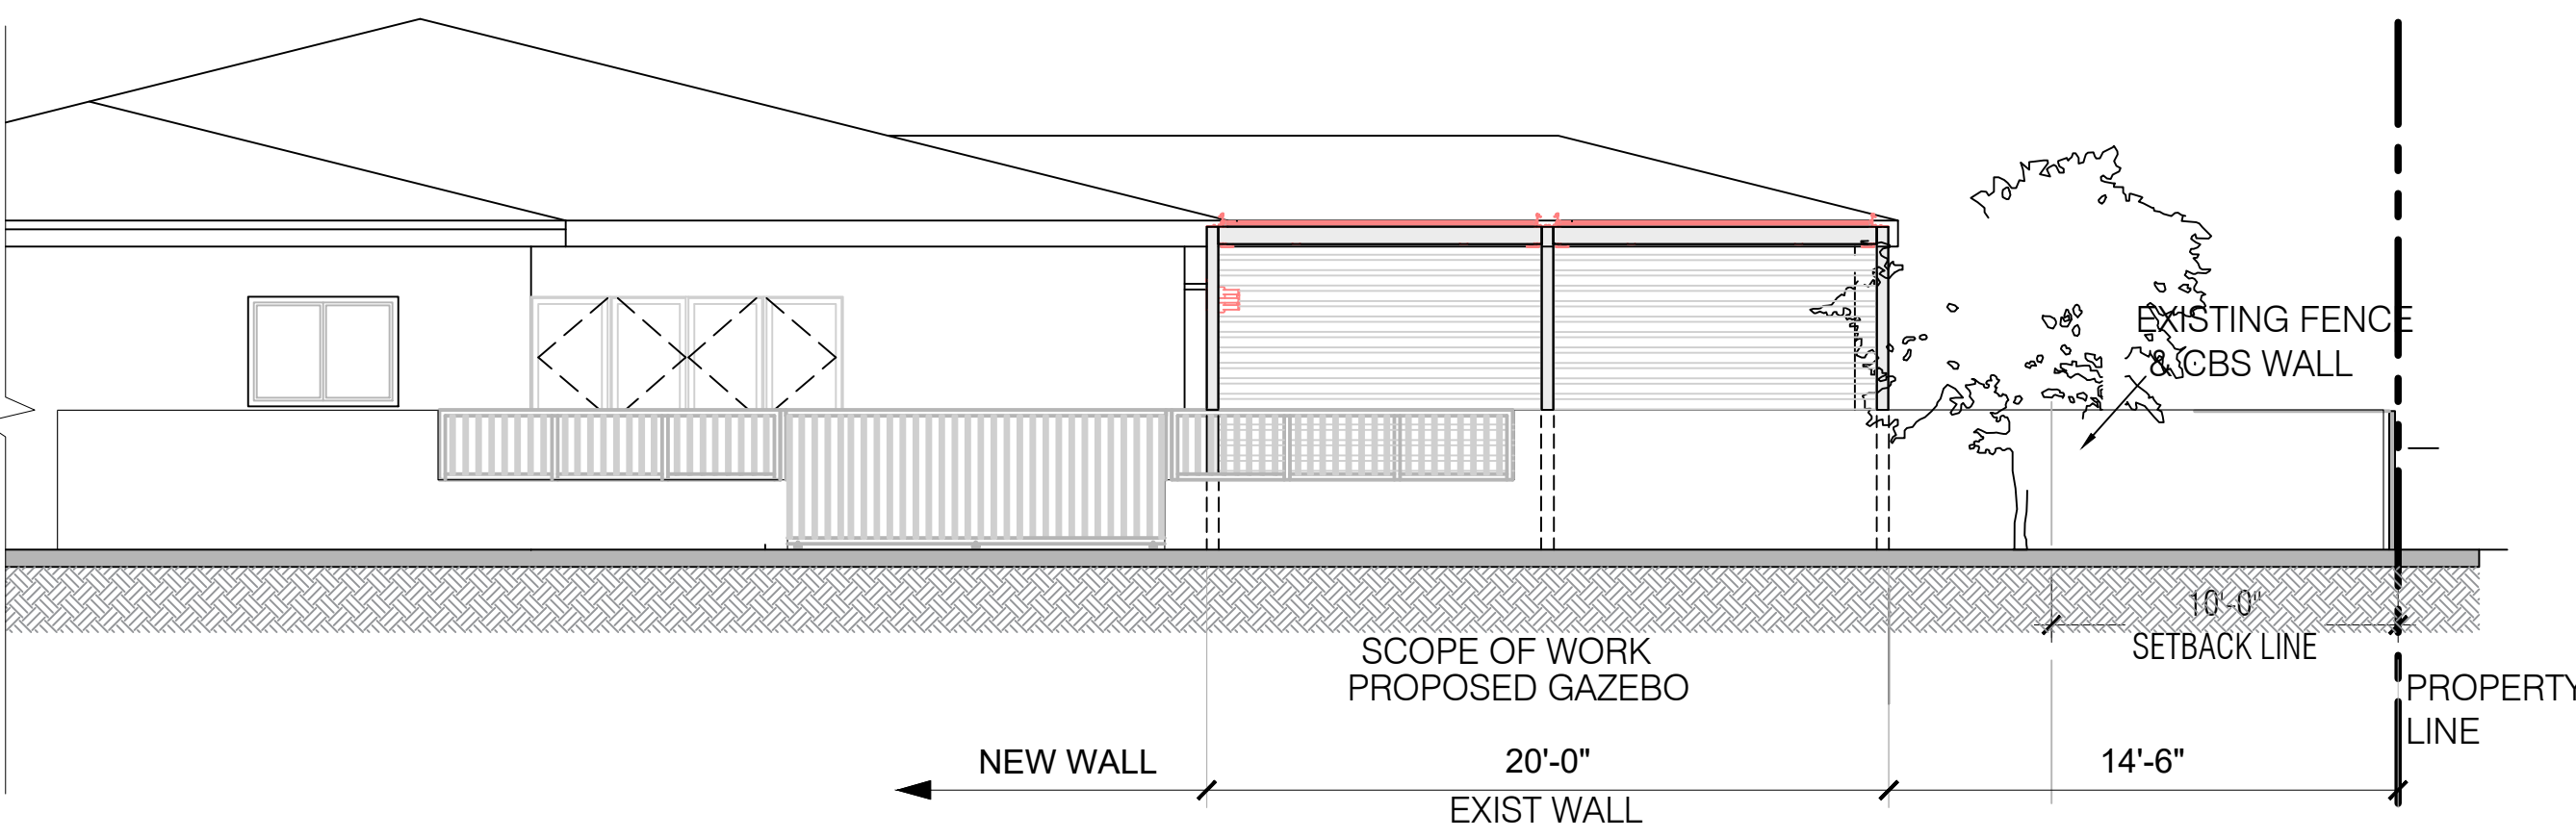 EXISTING FENCE
& CBS WALL
10'-0"
SETBACK LINE
SCOPE OF WORK
PROPOSED GAZEBO
PROPERTY
LINE
NEW WALL
20'-0"
14'-6"
EXIST WALL